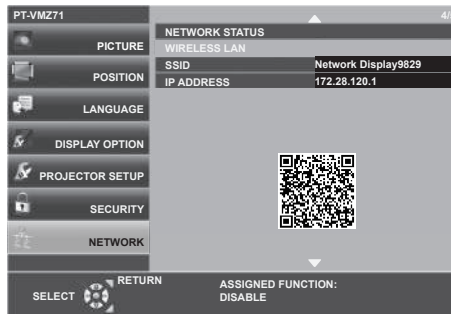 PT-VMZ71
4/
PICTURE
POSITION
LANGUAGE
DISPLAY OPTION
PROJECTOR SETUP
SECURITY
NETWORK
NETWORK STATUS
WIRELESS LAN
SSID Network Display9829
IP ADDRESS 172.28.120.1
SELECT
RETURN
ASSIGNED FUNCTION:
DISABLE